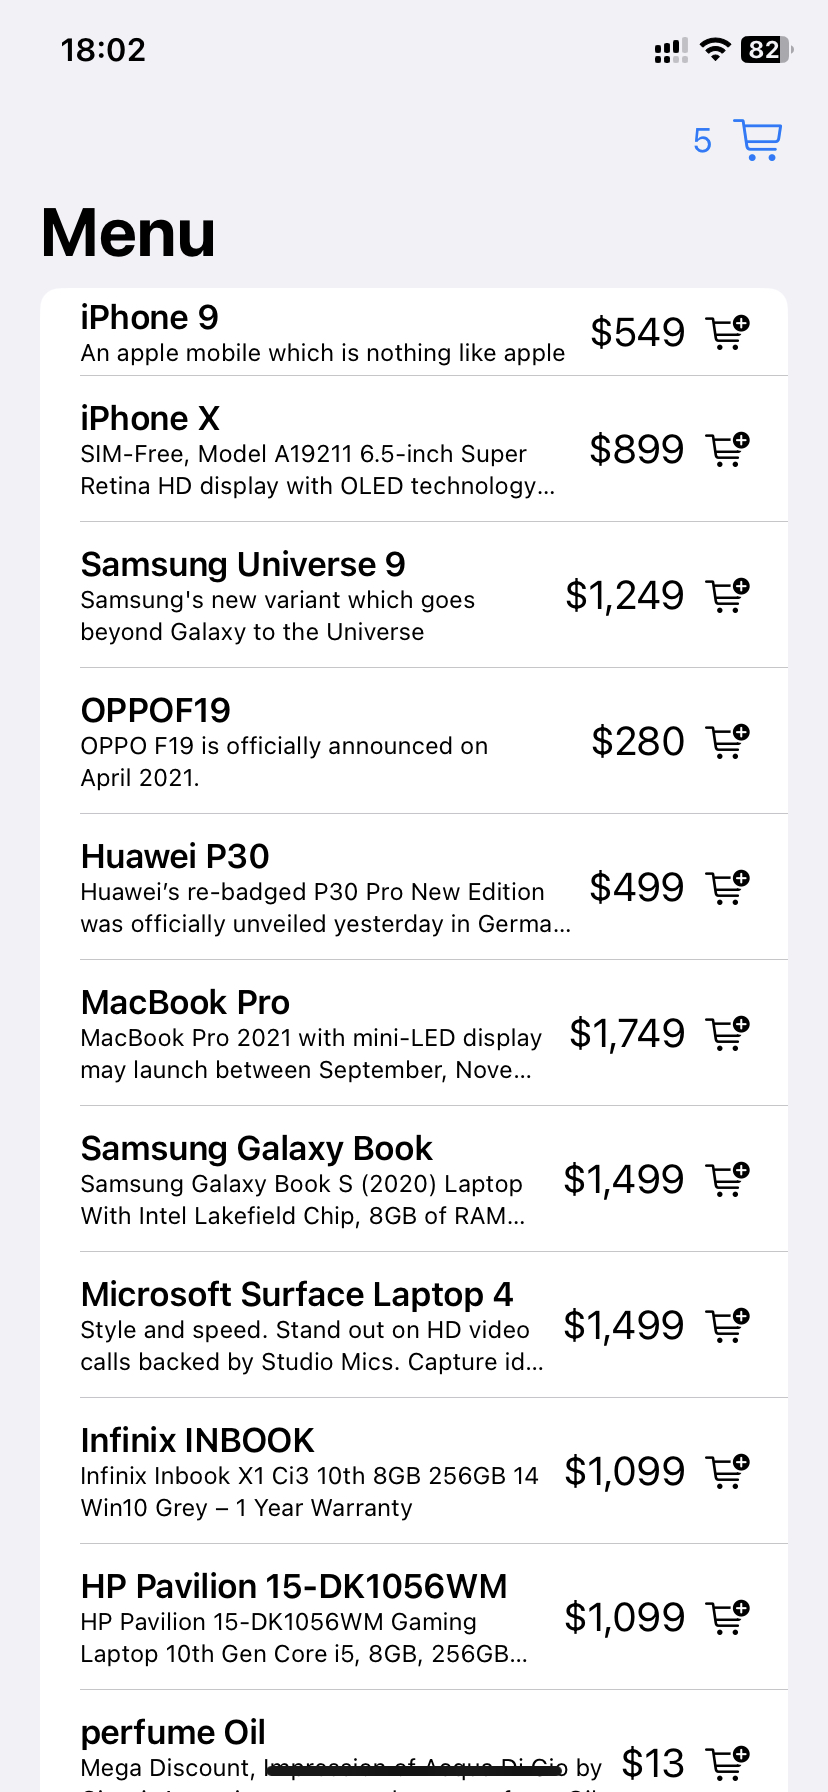 18:02
82
5
Menu
iPhone 9
An apple mobile which is nothing like apple
$549
iPhone X
SIM-Free, Model A19211 6.5-inch Super
Retina HD display with OLED technology...
$899
Samsung Universe 9
Samsung's new variant which goes
beyond Galaxy to the Universe
$1,249
OPPOF19
OPPO F19 is officially announced on
April 2021.
$280
Huawei P30
Huawei’s re-badged P30 Pro New Edition
was officially unveiled yesterday in Germa...
$499
MacBook Pro
MacBook Pro 2021 with mini-LED display
may launch between September, Nove...
$1,749
Samsung Galaxy Book
Samsung Galaxy Book S (2020) Laptop
With Intel Lakefield Chip, 8GB of RAM...
$1,499
Microsoft Surface Laptop 4
Style and speed. Stand out on HD video
calls backed by Studio Mics. Capture id...
$1,499
Infinix INBOOK
Infinix Inbook X1 Ci3 10th 8GB 256GB 14
Win10 Grey – 1 Year Warranty
$1,099
HP Pavilion 15-DK1056WM
HP Pavilion 15-DK1056WM Gaming
Laptop 10th Gen Core i5, 8GB, 256GB...
$1,099
perfume Oil
Mega Discount, Impression of Acqua Di Gio by
$13